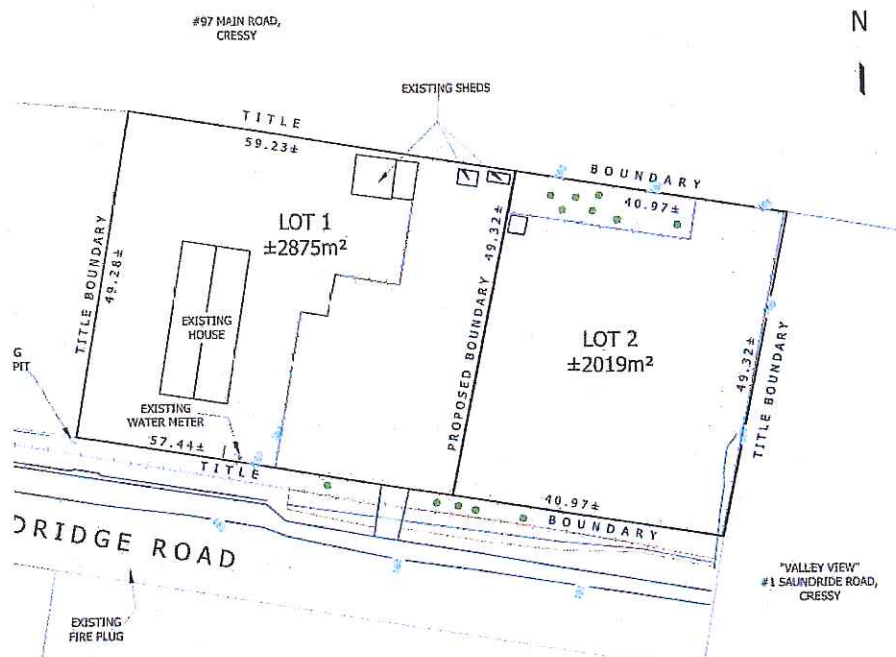 #97 MAIN ROAD,
CRESSY
N
EXISTING SHEDS
TITLE
59.23±
BOUNDARY
40.97±
LOT 1
±2875m²
49.32±
TITLE BOUNDARY
49.28±
EXISTING
HOUSE
PROPOSED BOUNDARY
LOT 2
±2019m²
49.32±
TITLE BOUNDARY
G
PIT
EXISTING
WATER METER
57.44±
TITLE
40.97±
BOUNDARY
DRIDGE ROAD
"VALLEY VIEW"
#1 SAUNDRIDE ROAD,
CRESSY
EXISTING
FIRE PLUG